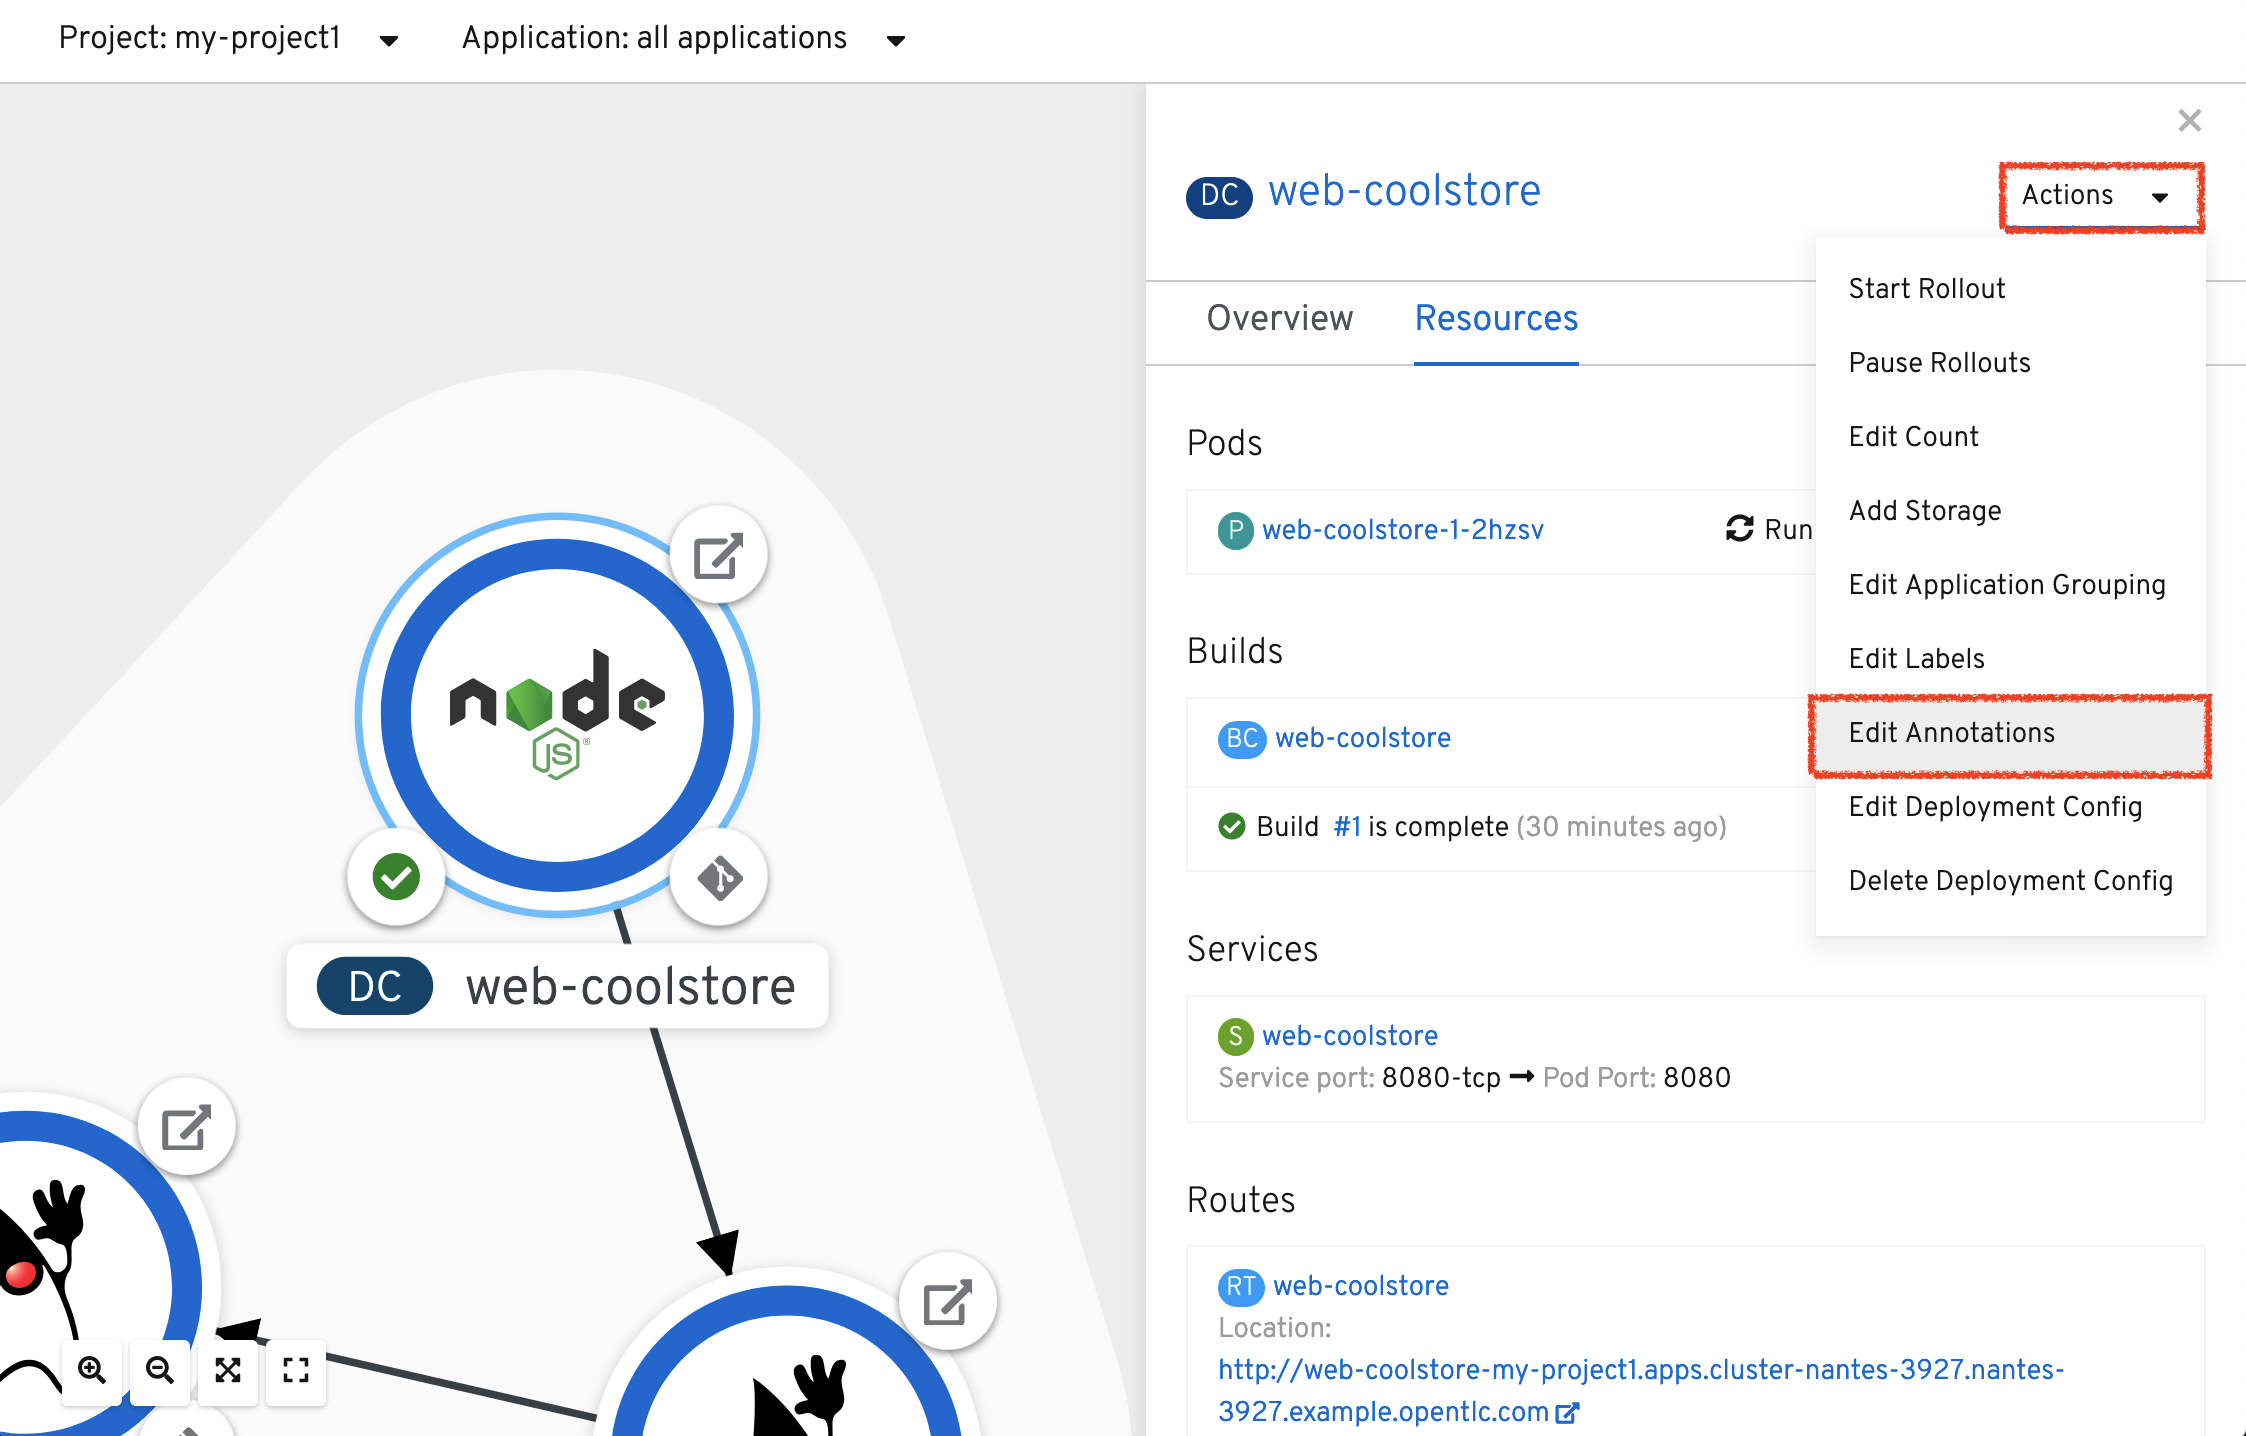 Project: my-project1
Application: all applications
DC web-coolstore
Actions
Start Rollout
Pause Rollouts
Edit Count
Add Storage
Edit Application Grouping
Edit Labels
Edit Annotations
Edit Deployment Config
Delete Deployment Config
Overview
Resources
Pods
P web-coolstore-1-2hzsv
Run
Builds
BC web-coolstore
Build #1 is complete (30 minutes ago)
Services
S web-coolstore
Service port: 8080-tcp → Pod Port: 8080
Routes
RT web-coolstore
Location:
http://web-coolstore-my-project1.apps.cluster-nantes-3927.nantes-
3927.example.opentlc.com
node
JS®
DC web-coolstore